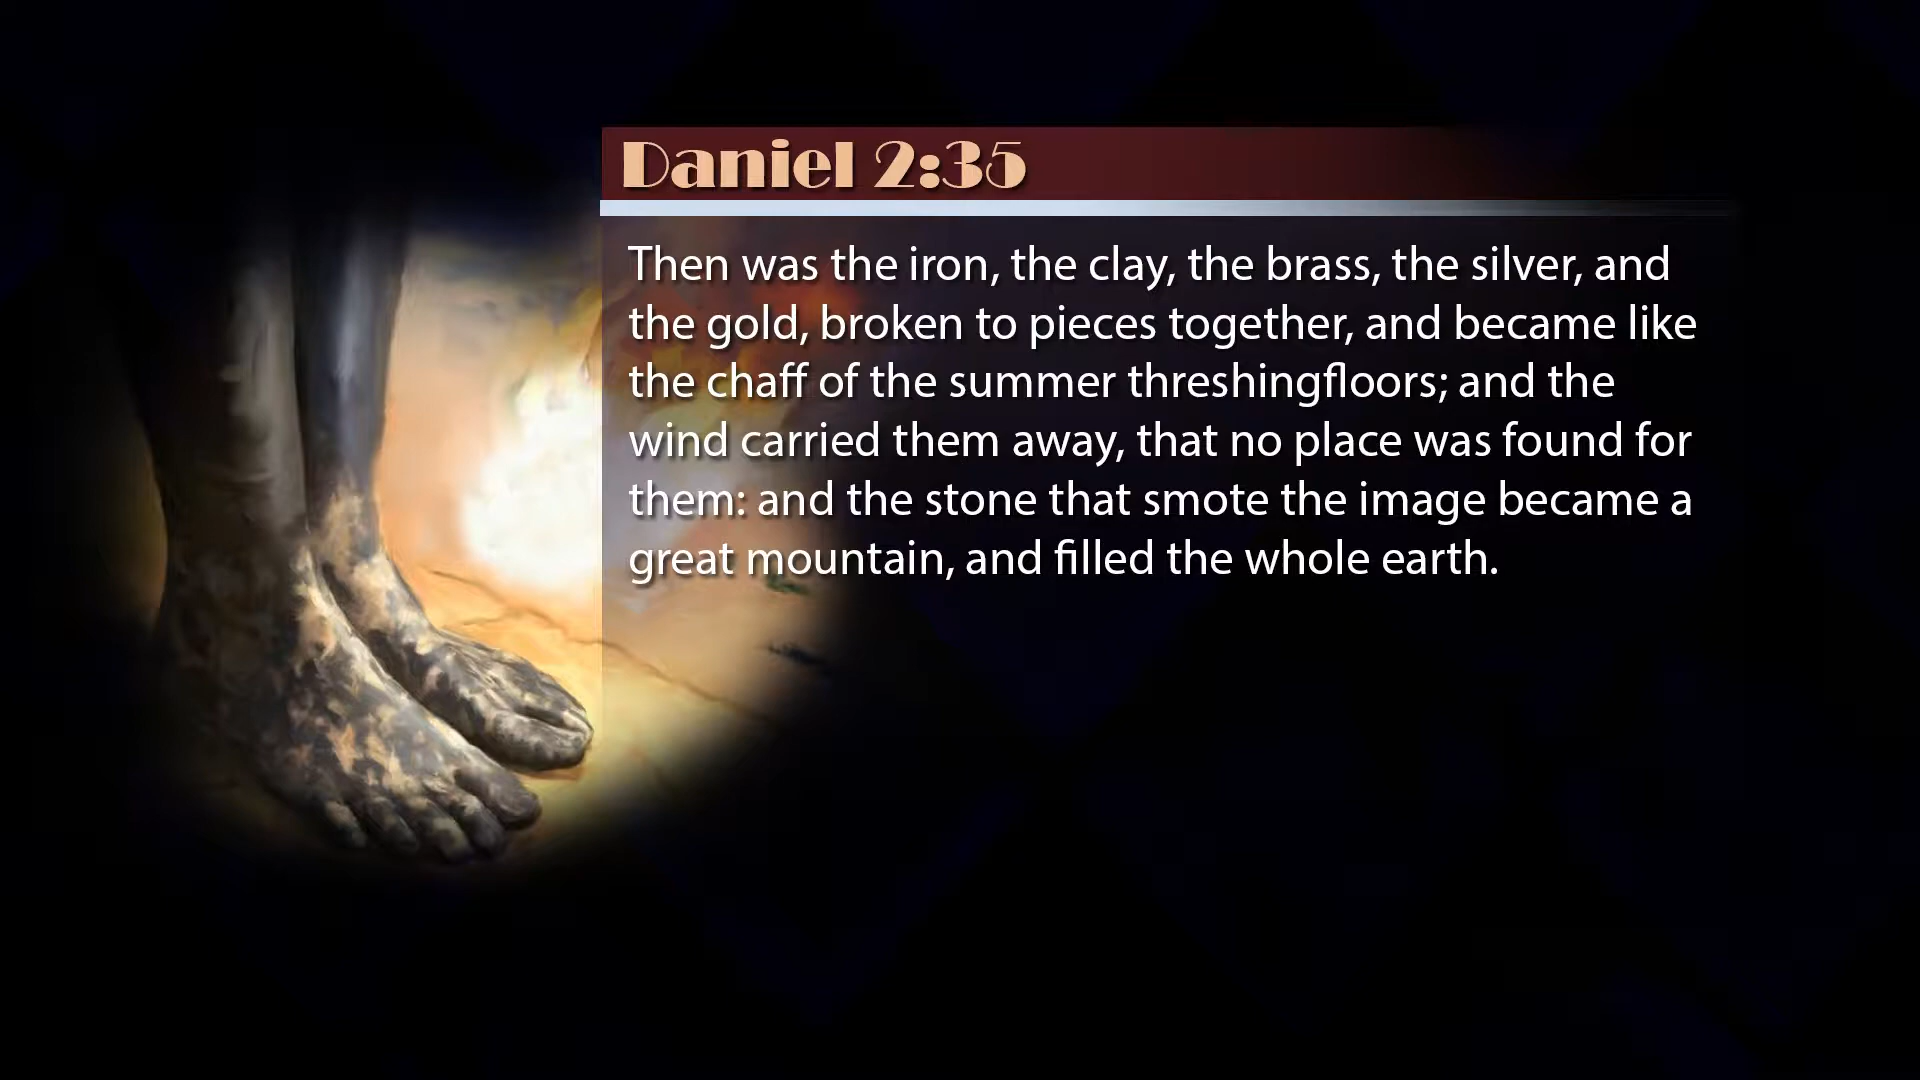 Daniel 2:35
Then was the iron, the clay, the brass, the silver, and
the gold, broken to pieces together, and became like
the chaff of the summer threshingfloors; and the
wind carried them away, that no place was found for
them: and the stone that smote the image became a
great mountain, and filled the whole earth.